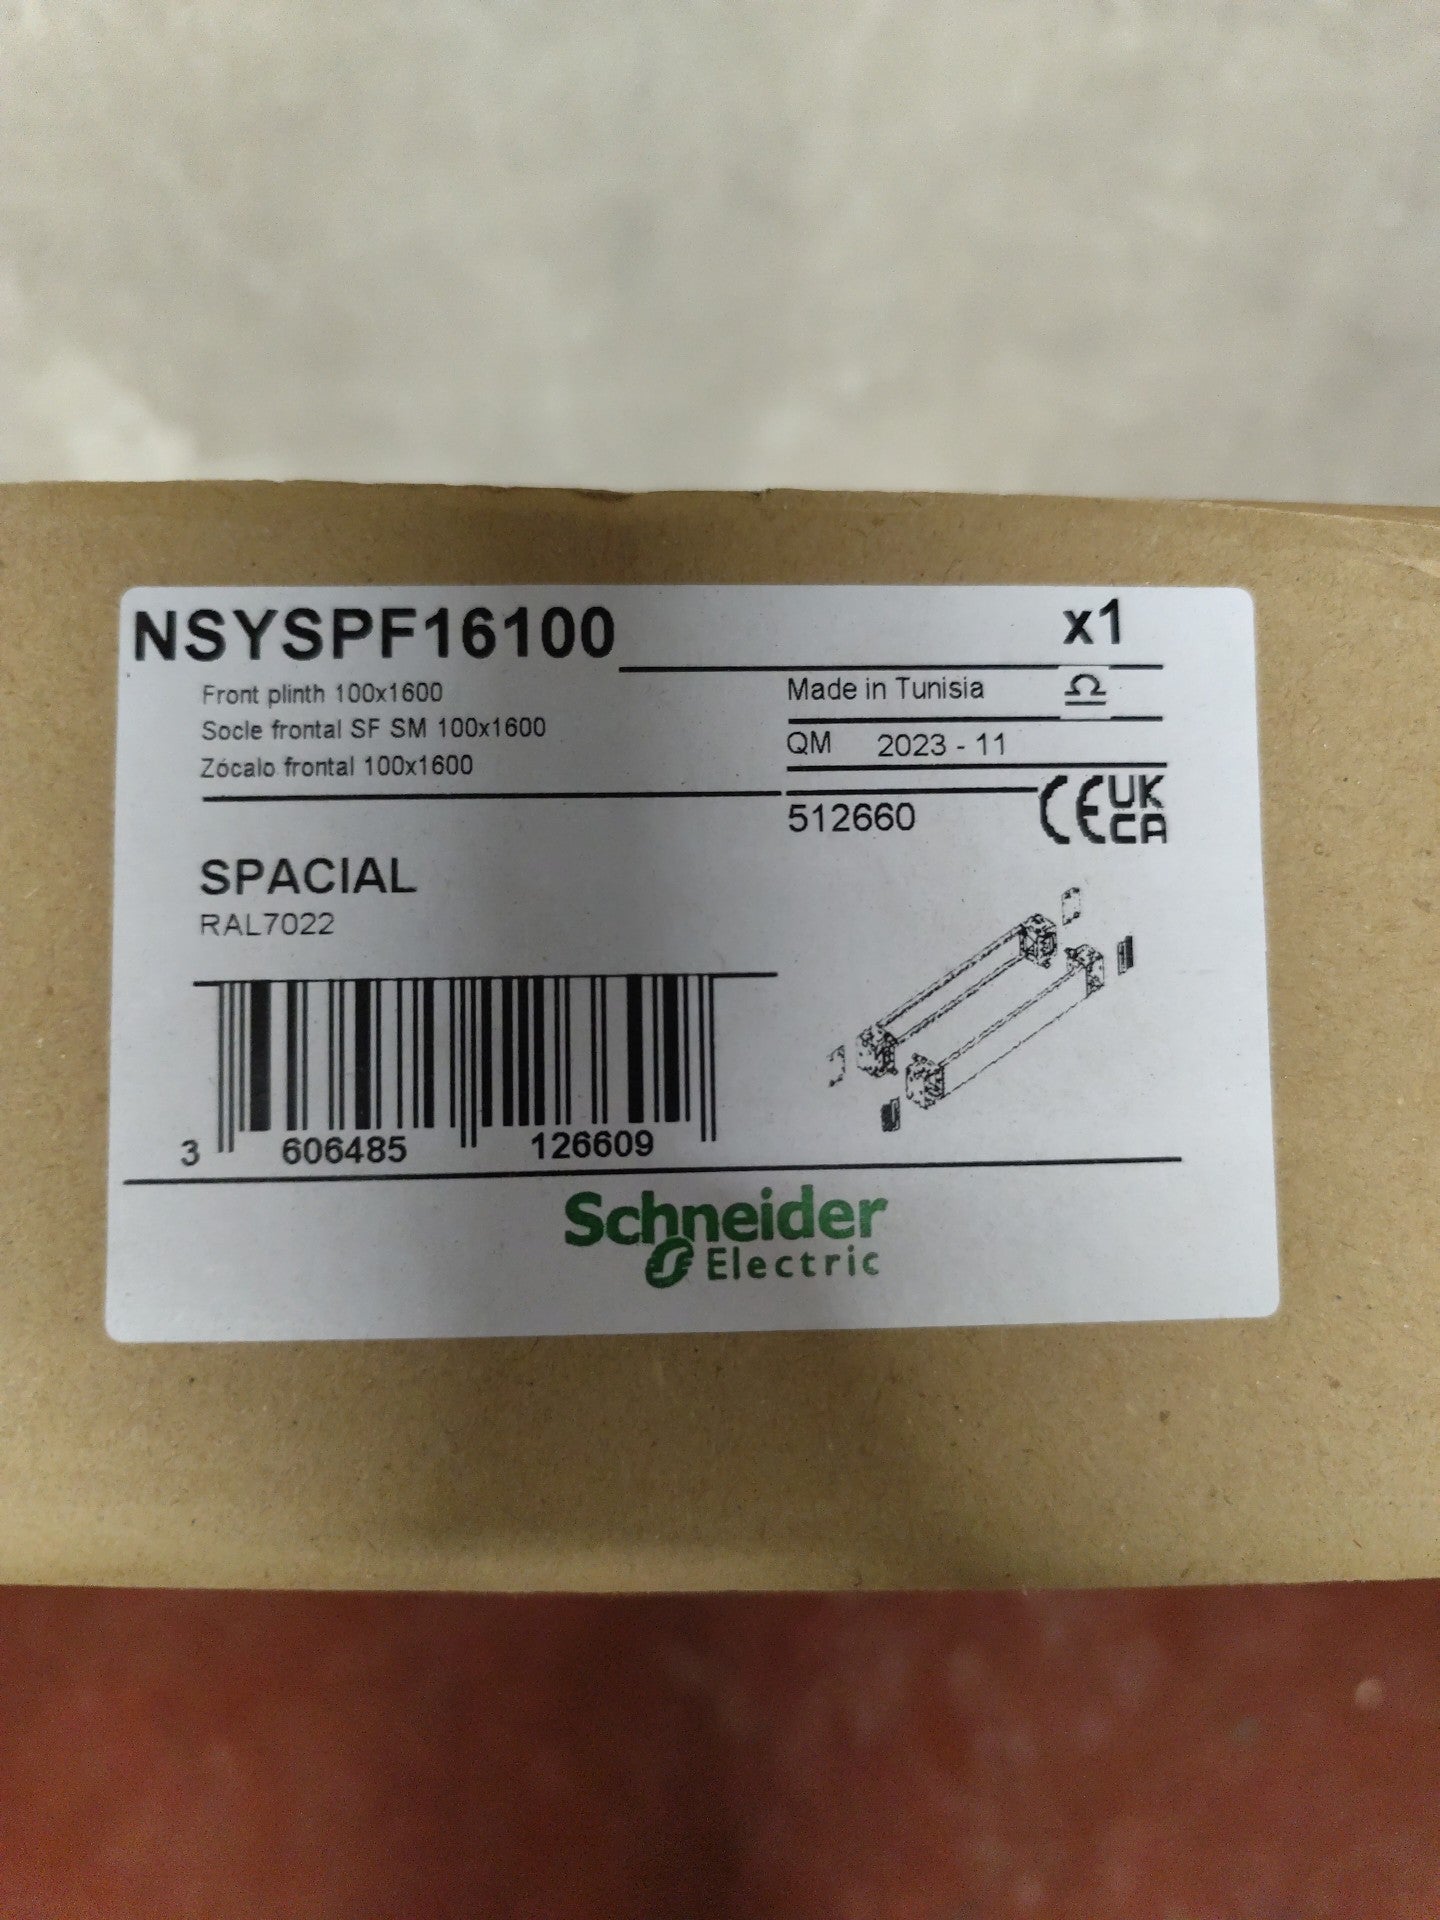 NSYSPF16100
x1
Front plinth 100x1600
Socle frontal SF SM 100x1600
Zócalo frontal 100x1600
Made in Tunisia
QM 2023 - 11
512660
CE UK
CA
SPACIAL
RAL7022
3 606485 126609
Schneider
Electric